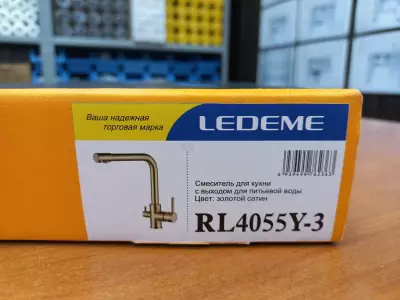 Ваша надежная
торговая марка
LEDEME
Смеситель для кухни
с выходом для питьевой воды
Цвет: золотой сатин
RL4055Y-3